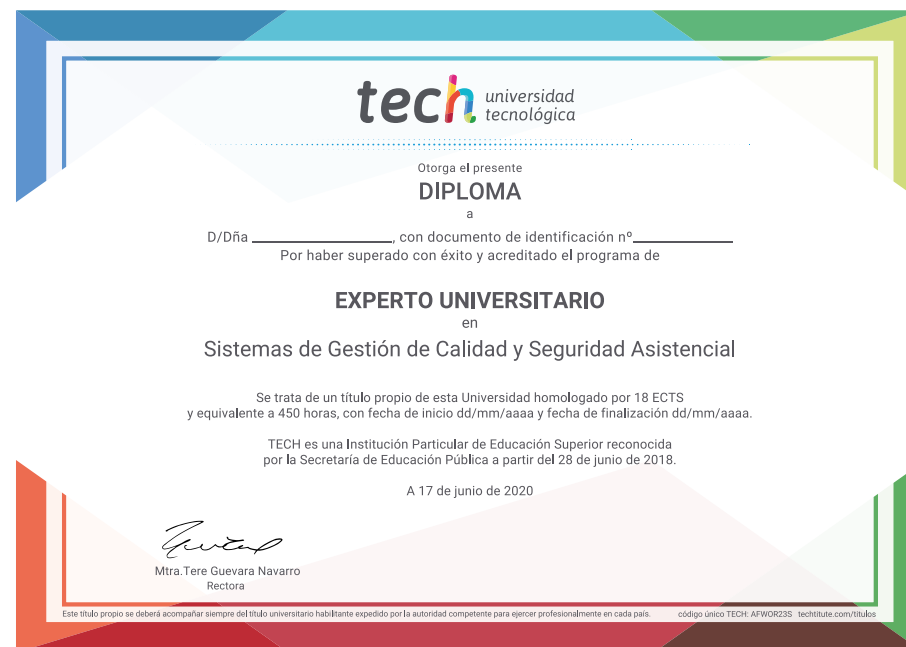 tech universidad
tecnológica
Otorga el presente
DIPLOMA
a
D/Dña ____________________, con documento de identificación nº______________
Por haber superado con éxito y acreditado el programa de
EXPERTO UNIVERSITARIO
en
Sistemas de Gestión de Calidad y Seguridad Asistencial
Se trata de un título propio de esta Universidad homologado por 18 ECTS
y equivalente a 450 horas, con fecha de inicio dd/mm/aaaa y fecha de finalización dd/mm/aaaa.
TECH es una Institución Particular de Educación Superior reconocida
por la Secretaría de Educación Pública a partir del 28 de junio de 2018.
A 17 de junio de 2020
Mtra.Tere Guevara Navarro
Rectora
Este título propio se deberá acompañar siempre del título universitario habilitante expedido por la autoridad competente para ejercer profesionalmente en cada país. código único TECH: AFWOR23S techtitute.com/titulos